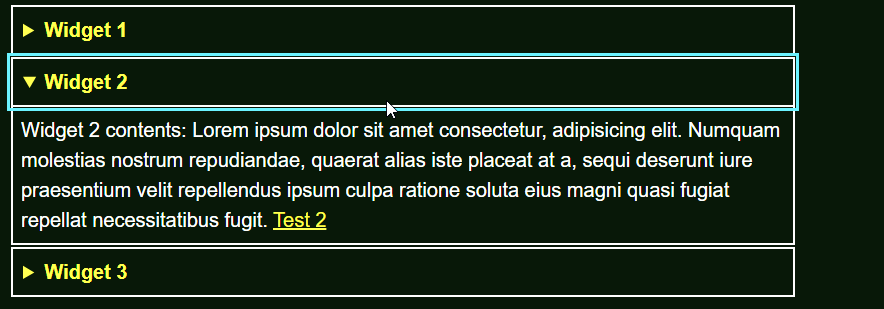 Widget 1
Widget 2
Widget 2 contents: Lorem ipsum dolor sit amet consectetur, adipisicing elit. Numquam
molestias nostrum repudiandae, quaerat alias iste placeat at a, sequi deserunt iure
praesentium velit repellendus ipsum culpa ratione soluta eius magni quasi fugiat
repellat necessitatibus fugit. Test 2
Widget 3